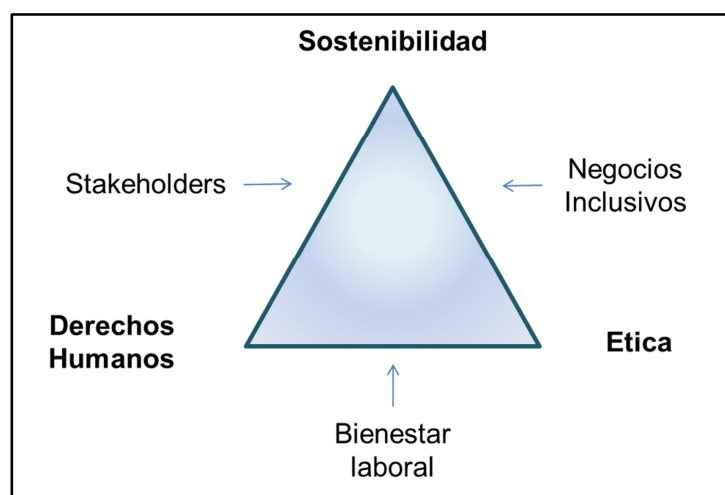 Sostenibilidad
Stakeholders
Negocios
Inclusivos
Derechos
Humanos
Etica
Bienestar
laboral